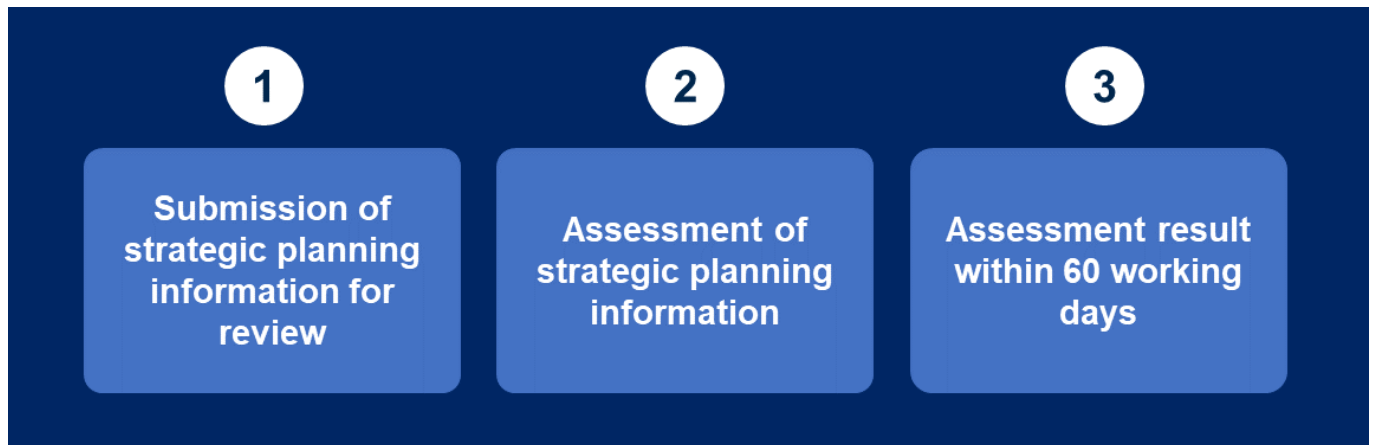 1
Submission of
strategic planning
information for
review
2
Assessment of
strategic planning
information
3
Assessment result
within 60 working
days